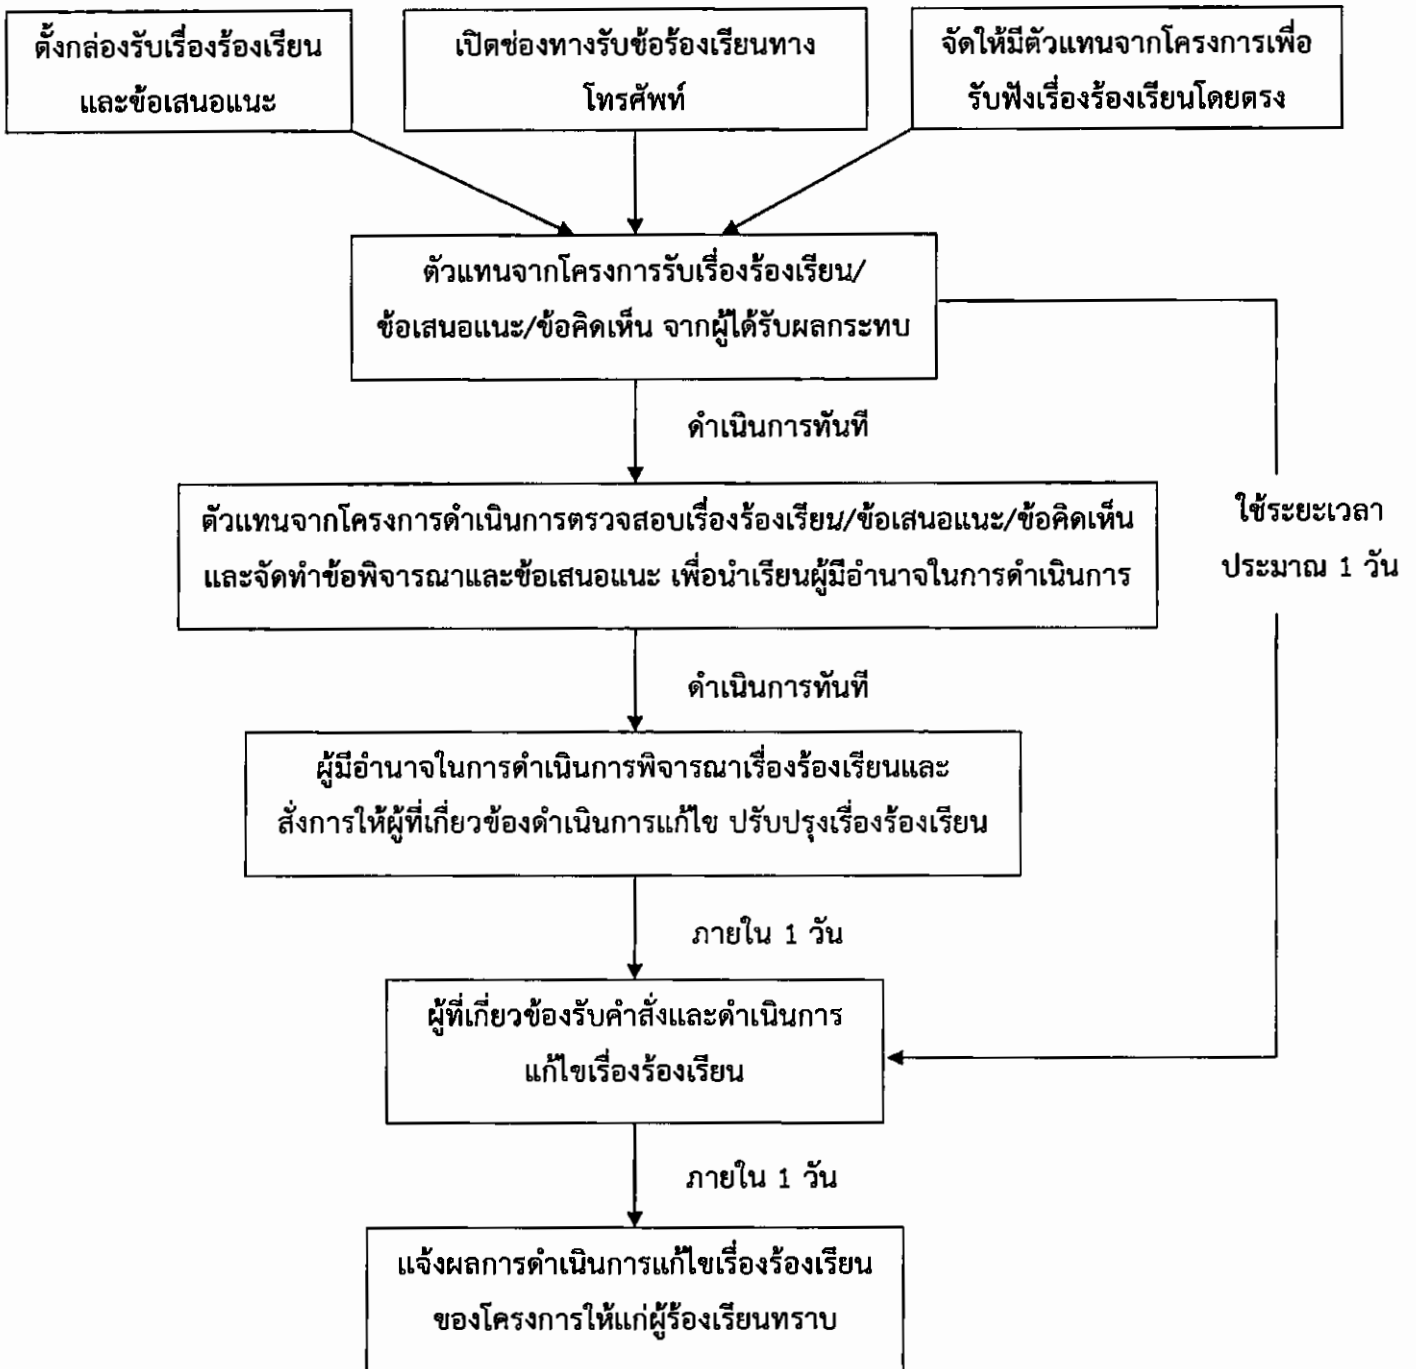 ตั้งกล่องรับเรื่องร้องเรียน
และข้อเสนอแนะ
เปิดช่องทางรับข้อร้องเรียนทาง
โทรศัพท์
จัดให้มีตัวแทนจากโครงการเพื่อ
รับฟังเรื่องร้องเรียนโดยตรง
ตัวแทนจากโครงการรับเรื่องร้องเรียน/
ข้อเสนอแนะ/ข้อคิดเห็น จากผู้ได้รับผลกระทบ
ดำเนินการทันที
ตัวแทนจากโครงการดำเนินการตรวจสอบเรื่องร้องเรียน/ข้อเสนอแนะ/ข้อคิดเห็น
และจัดทำข้อพิจารณาและข้อเสนอแนะ เพื่อนำเรียนผู้มีอำนาจในการดำเนินการ
ใช้ระยะเวลา
ประมาณ 1 วัน
ดำเนินการทันที
ผู้มีอำนาจในการดำเนินการพิจารณาเรื่องร้องเรียนและ
สั่งการให้ผู้ที่เกี่ยวข้องดำเนินการแก้ไข ปรับปรุงเรื่องร้องเรียน
ภายใน 1 วัน
ผู้ที่เกี่ยวข้องรับคำสั่งและดำเนินการ
แก้ไขเรื่องร้องเรียน
ภายใน 1 วัน
แจ้งผลการดำเนินการแก้ไขเรื่องร้องเรียน
ของโครงการให้แก่ผู้ร้องเรียนทราบ